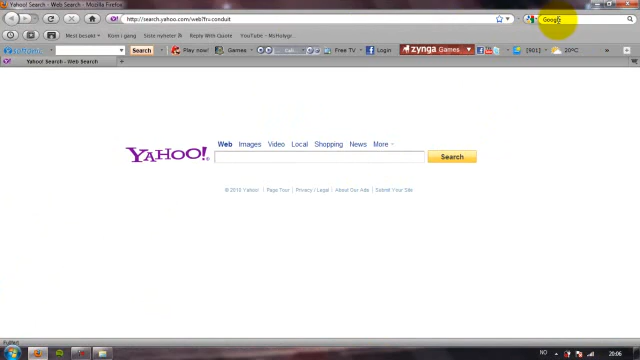 Yahoo! Search - Web Search - Mozilla Firefox
http://search.yahoo.com/web?fr=conduit
Google
Mest besøkt Kom i gang Siste nyheter Reply With Quote YouTube - MrHolygr...
Softonic Search Play now! Games Free TV zynga Games [901] 20°C
Yahoo! Search - Web Search
Web Images Video Local Shopping News More
YAHOO! Search
© 2010 Yahoo! Page Tour Privacy / Legal About Our Ads Submit Your Site
Fullført
NO 20:06